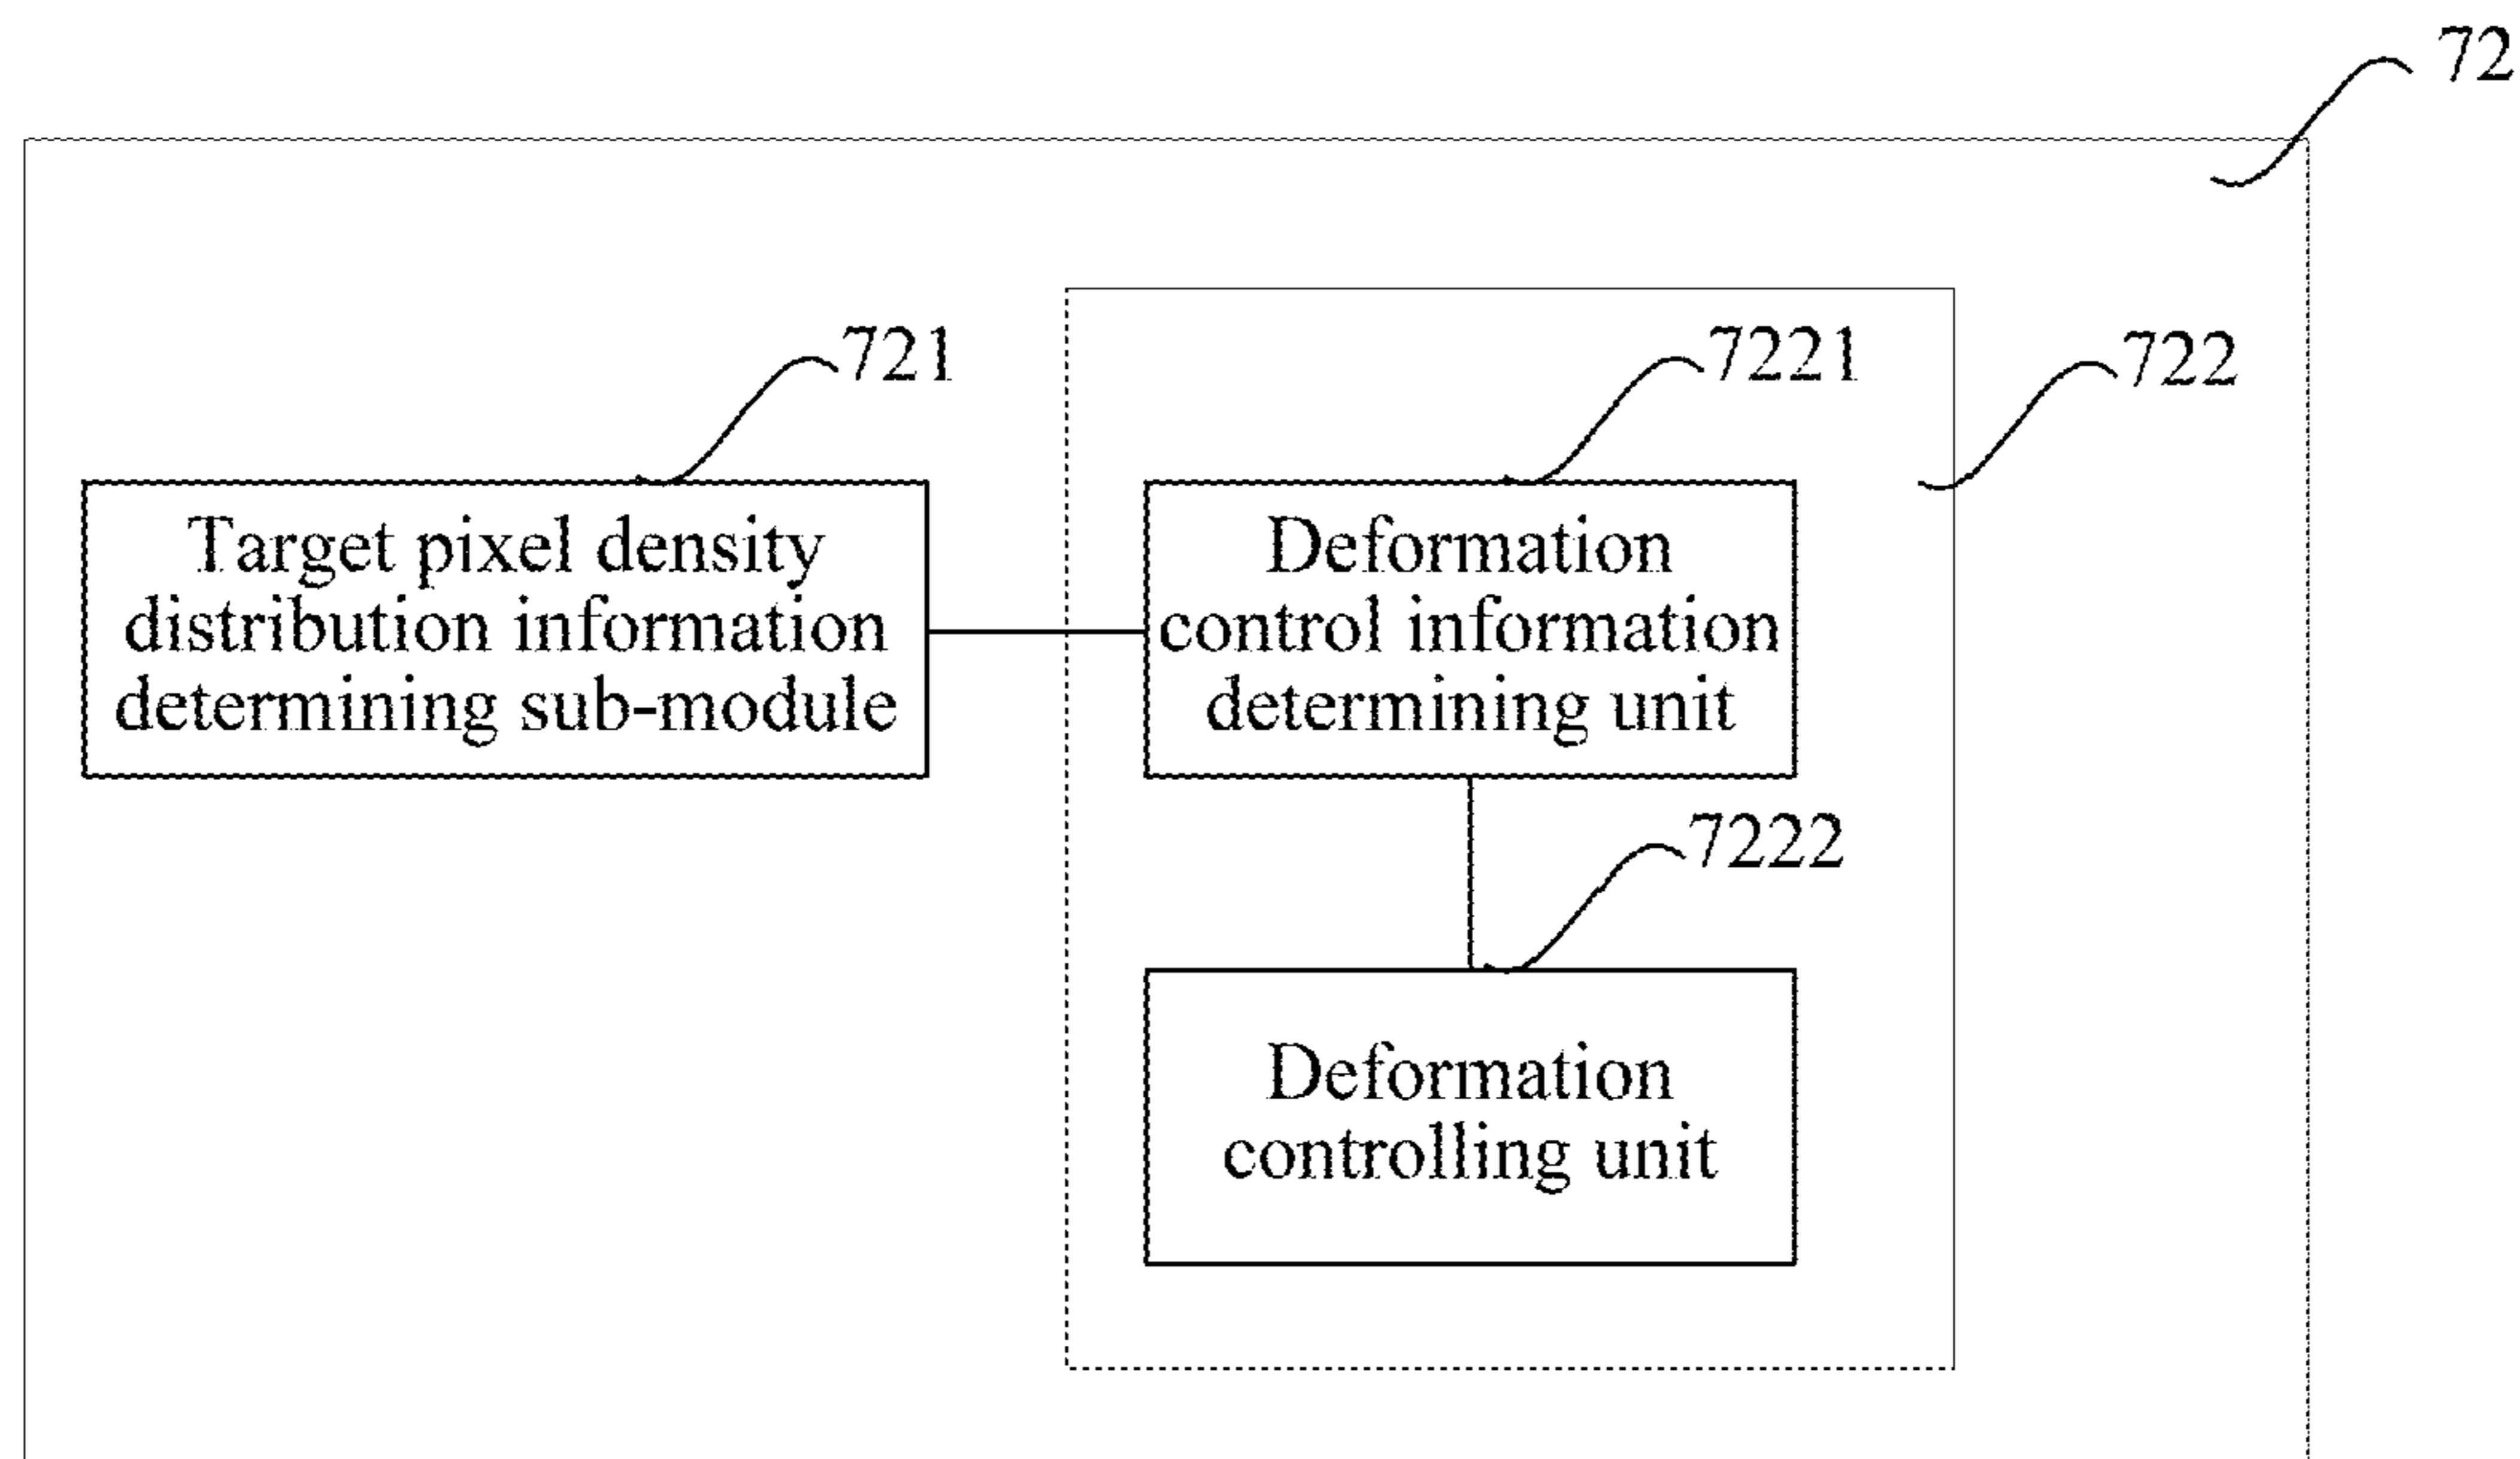 72
721
7221
722
Target pixel density
distribution information
determining sub-module
Deformation
control information
determining unit
7222
Deformation
controlling unit